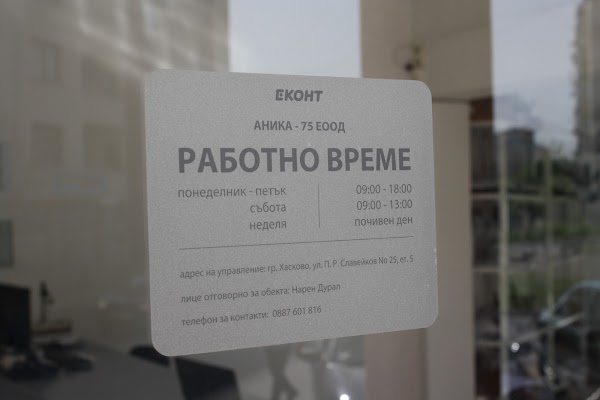 ЕКОНТ
АНИКА - 75 ЕООД
РАБОТНО ВРЕМЕ
понеделник - петък 09:00 - 18:00
събота 09:00 - 13:00
неделя почивен ден
адрес на управление: гр. Хасково, ул. П. Р. Славейков No 25, ет. 5
лице отговорно за обекта: Нарен Дурал
телефон за контакти: 0887 601 816